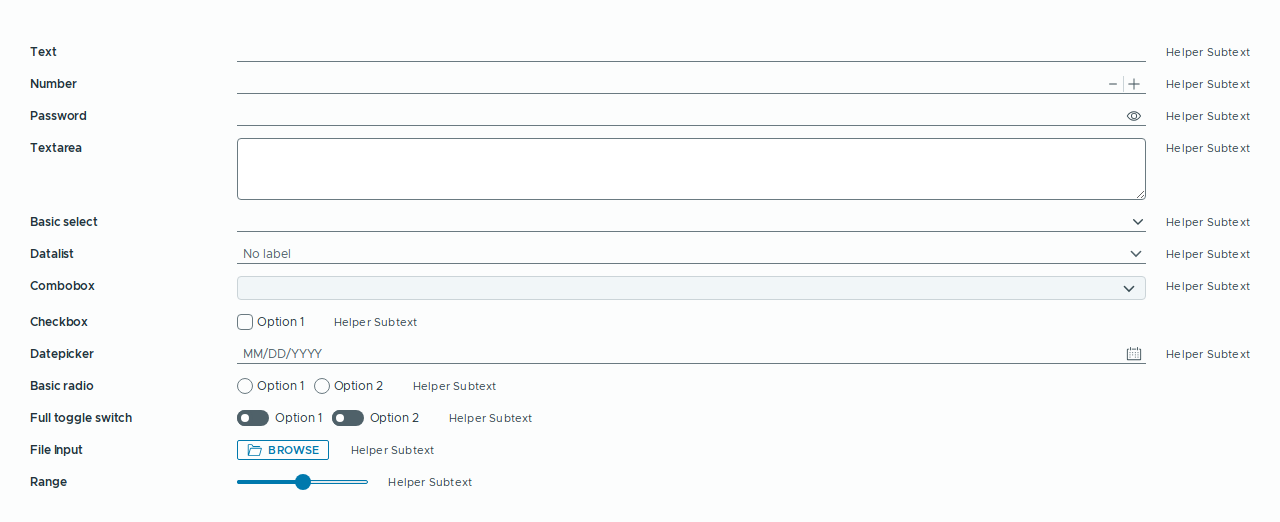 Text Helper Subtext
Number Helper Subtext
Password Helper Subtext
Textarea Helper Subtext
Basic select Helper Subtext
Datalist No label Helper Subtext
Combobox Helper Subtext
Checkbox Option 1 Helper Subtext
Datepicker MM/DD/YYYY Helper Subtext
Basic radio Option 1 Option 2 Helper Subtext
Full toggle switch Option 1 Option 2 Helper Subtext
File Input BROWSE Helper Subtext
Range Helper Subtext